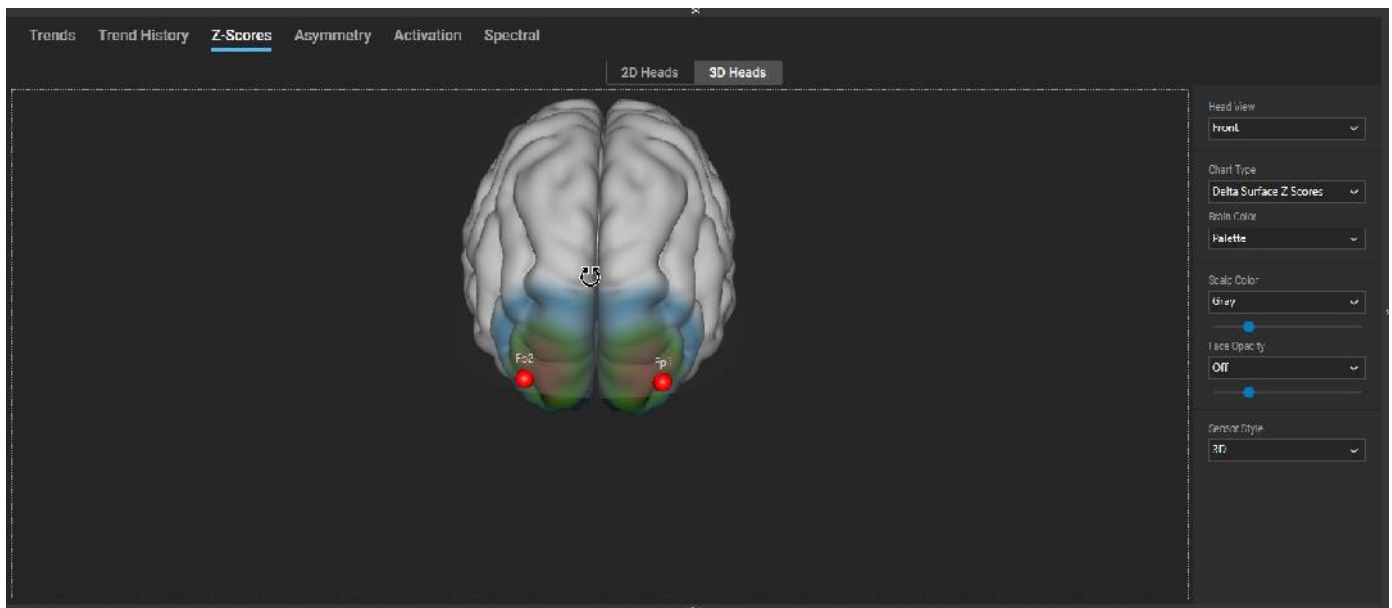 Trends Trend History Z-Scores Asymmetry Activation Spectral
2D Heads 3D Heads
Head View
Front
Chart Type
Delta Surface Z Scores
Brain Color
Palette
Scalp Color
Gray
Face Opacity
Off
Sensor Style
3D
Fp2 Fp1